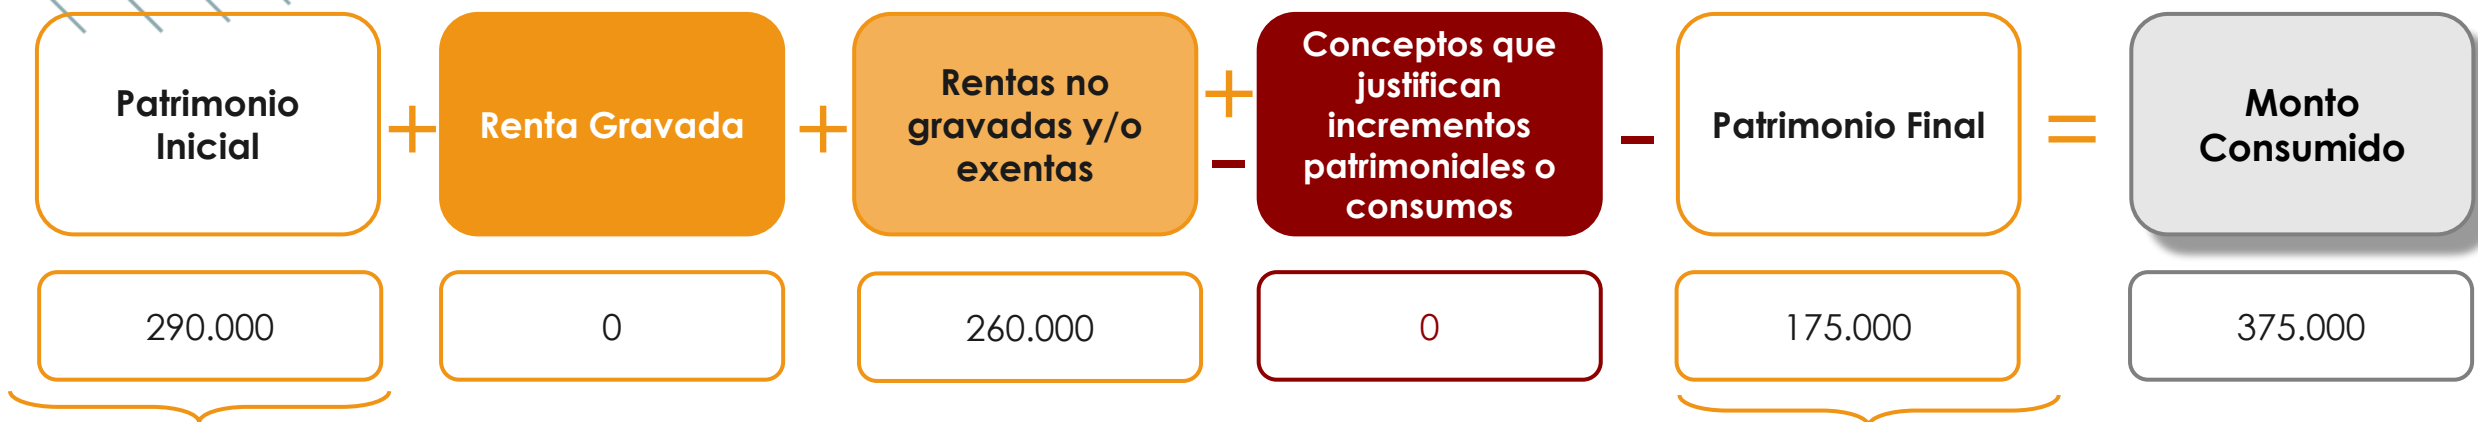 Patrimonio
Inicial
+
Renta Gravada
+
Rentas no
gravadas y/o
exentas
+
-
Conceptos que
justifican
incrementos
patrimoniales o
consumos
-
Patrimonio Final
=
Monto
Consumido
290.000
0
260.000
0
175.000
375.000